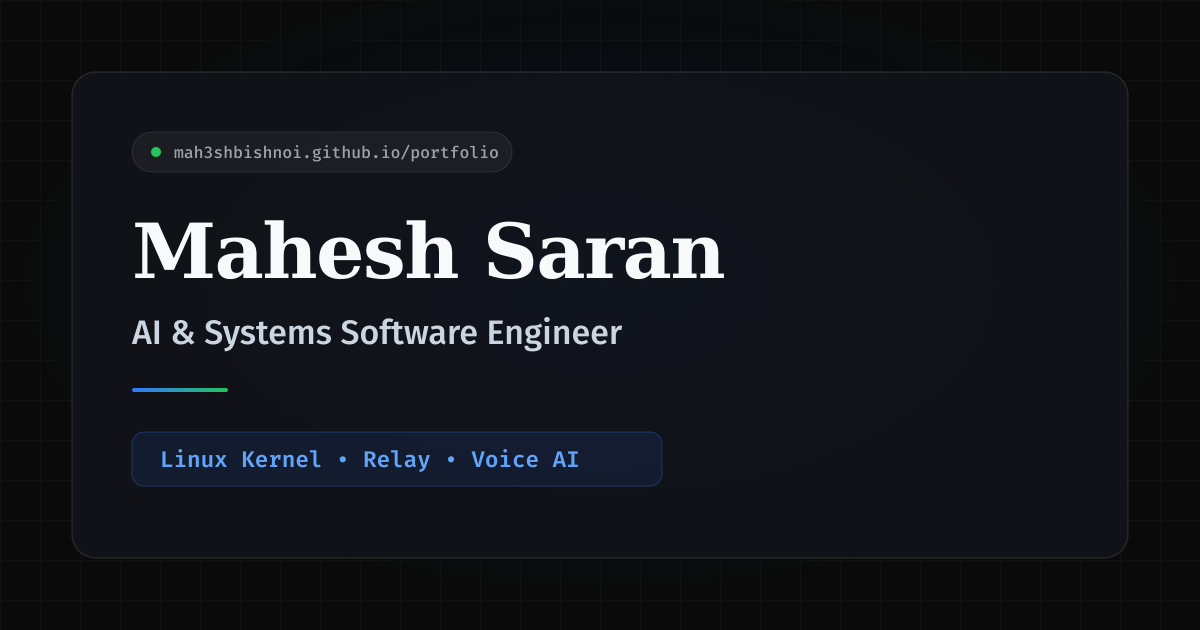 mah3shbishnoi.github.io/portfolio
Mahesh Saran
AI & Systems Software Engineer
Linux Kernel • Relay • Voice AI